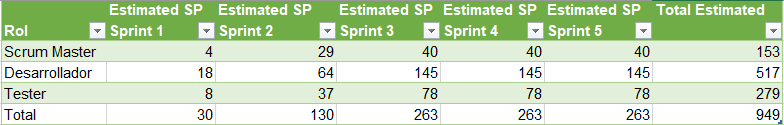 Estimated SP Estimated SP Estimated SP Estimated SP Estimated SP Total Estimated
Rol Sprint 1 Sprint 2 Sprint 3 Sprint 4 Sprint 5
Scrum Master 4 29 40 40 40 153
Desarrollador 18 64 145 145 145 517
Tester 8 37 78 78 78 279
Total 30 130 263 263 263 949